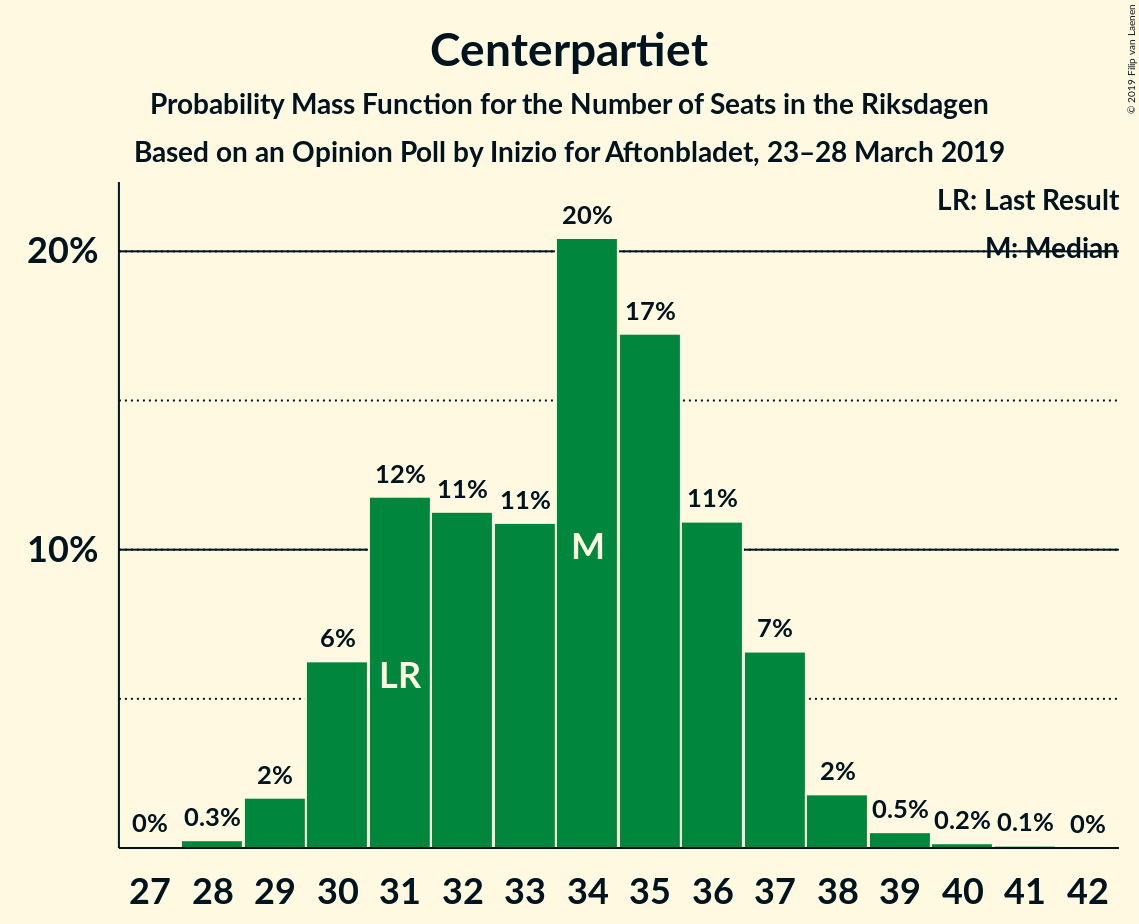 Centerpartiet
Probability Mass Function for the Number of Seats in the Riksdagen
Based on an Opinion Poll by Inizio for Aftonbladet, 23–28 March 2019
© 2019 Filip van Laenen
LR: Last Result
M: Median
20%
10%
0%
0.3%
2%
6%
12%
11%
11%
20%
17%
11%
7%
2%
0.5%
0.2%
0.1%
0%
LR
M
27 28 29 30 31 32 33 34 35 36 37 38 39 40 41 42